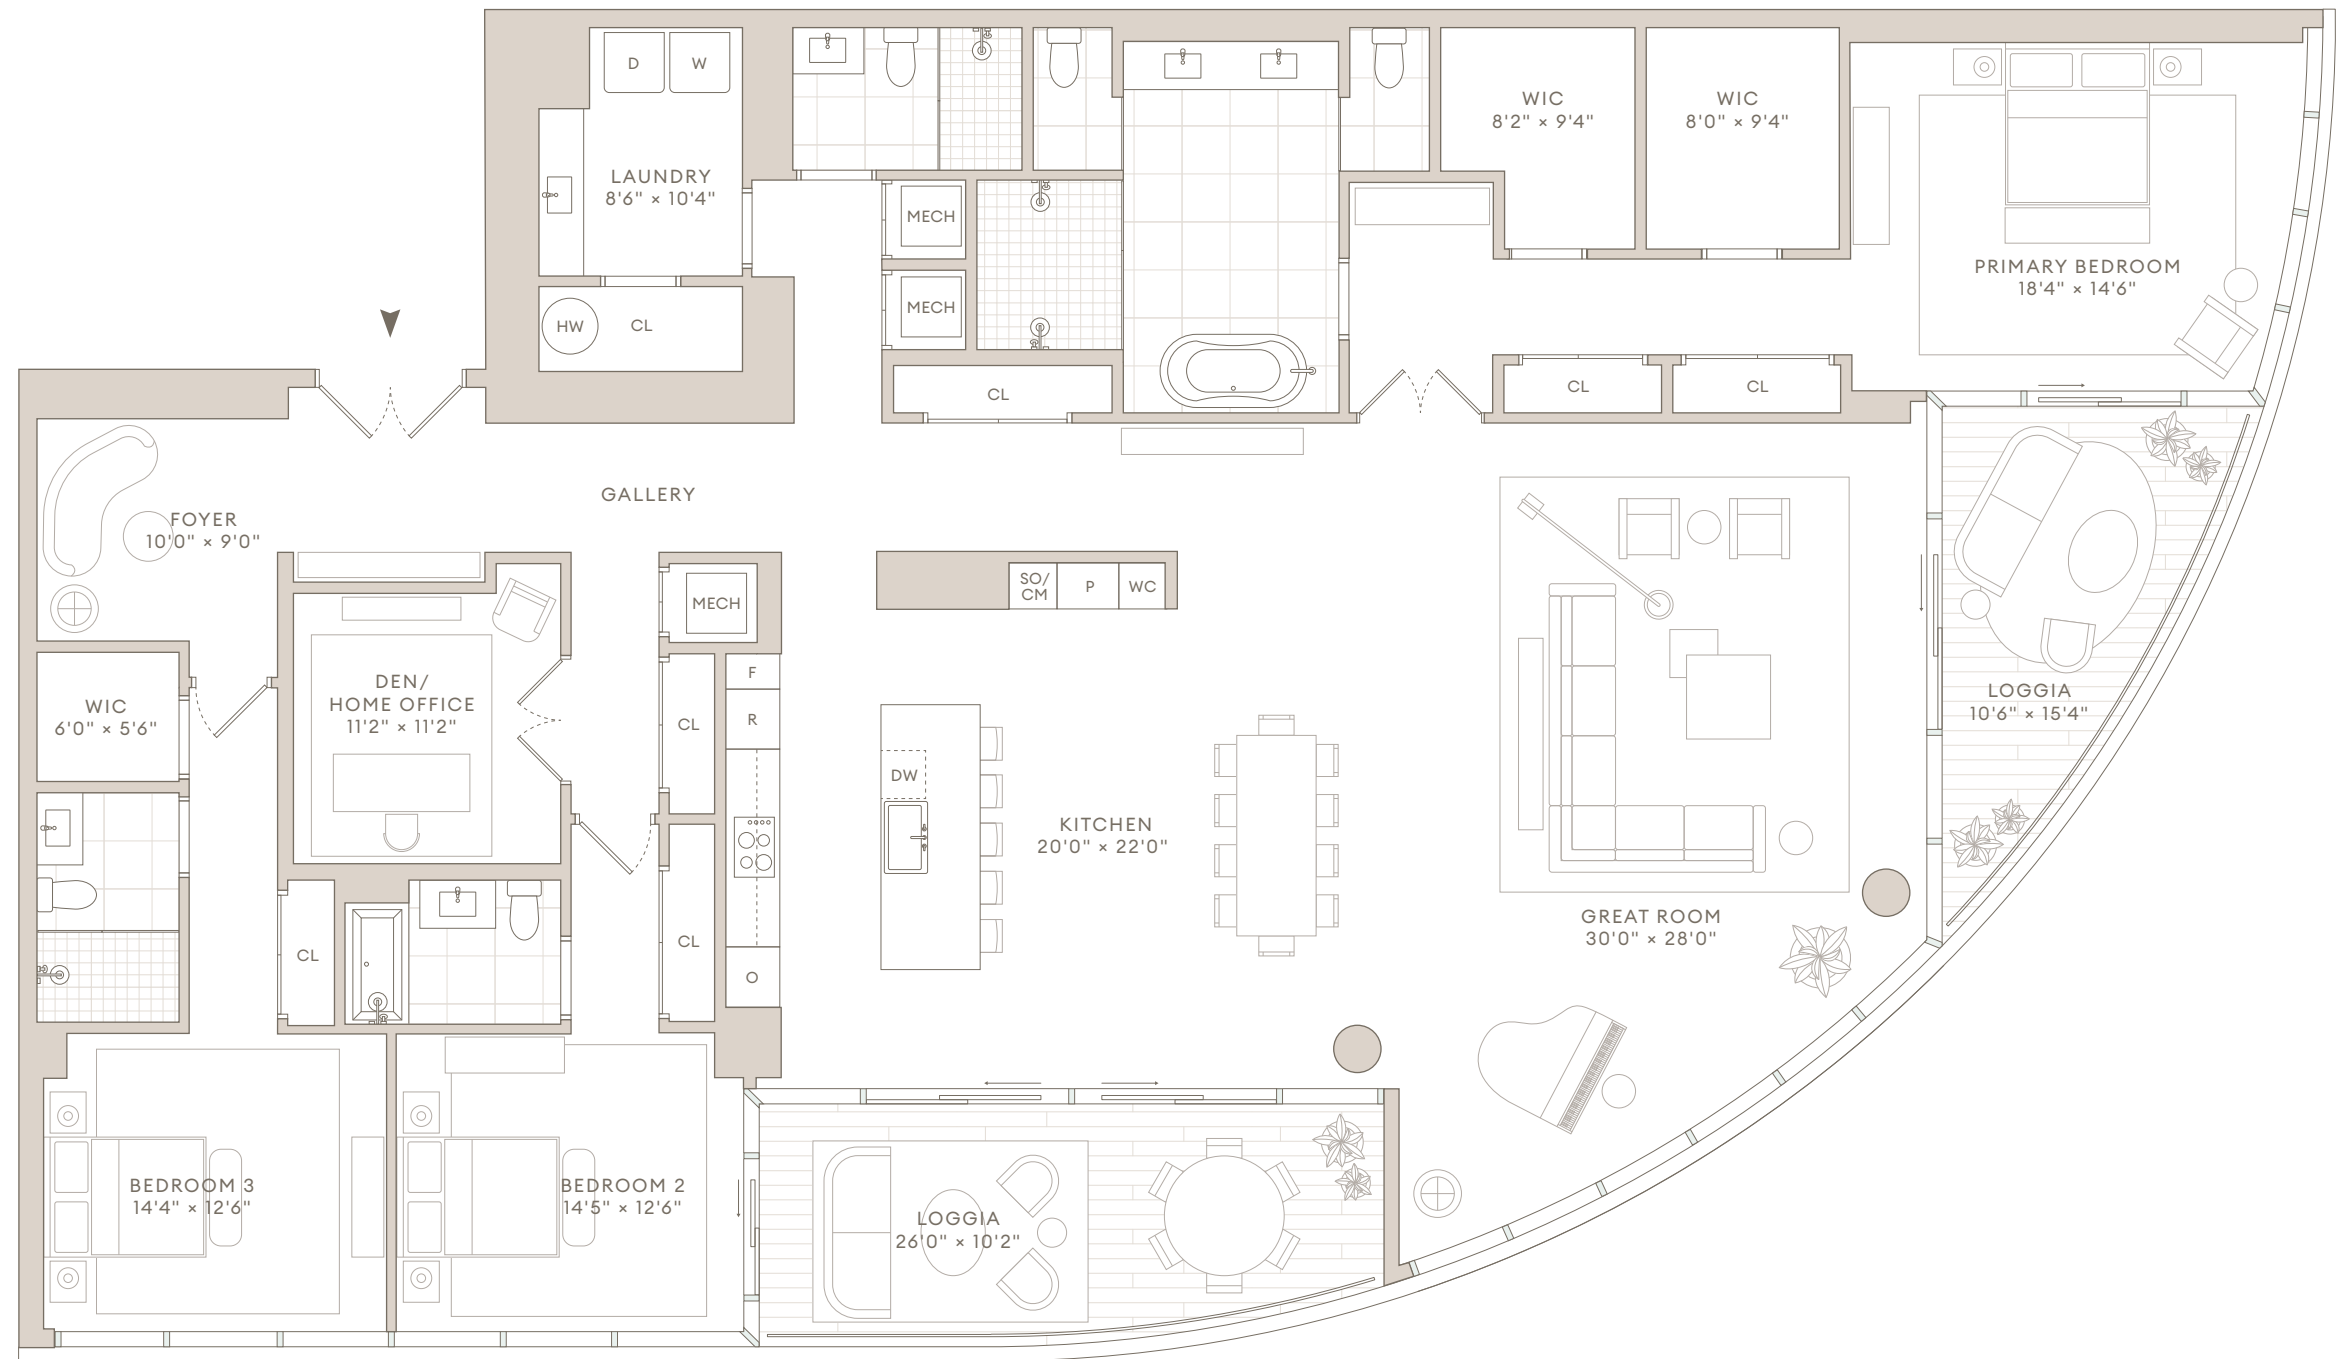 D
W
LAUNDRY
8'6" × 10'4"
HW
CL
MECH
MECH
CL
WIC
8'2" × 9'4"
WIC
8'0" × 9'4"
PRIMARY BEDROOM
18'4" × 14'6"
CL
CL
GALLERY
FOYER
10'0" × 9'0"
WIC
6'0" × 5'6"
DEN/
HOME OFFICE
11'2" × 11'2"
MECH
CL
F
R
SO/
CM
P
WC
DW
KITCHEN
20'0" × 22'0"
LOGGIA
10'6" × 15'4"
GREAT ROOM
30'0" × 28'0"
CL
CL
O
BEDROOM 3
14'4" × 12'6"
BEDROOM 2
14'5" × 12'6"
LOGGIA
26'0" × 10'2"